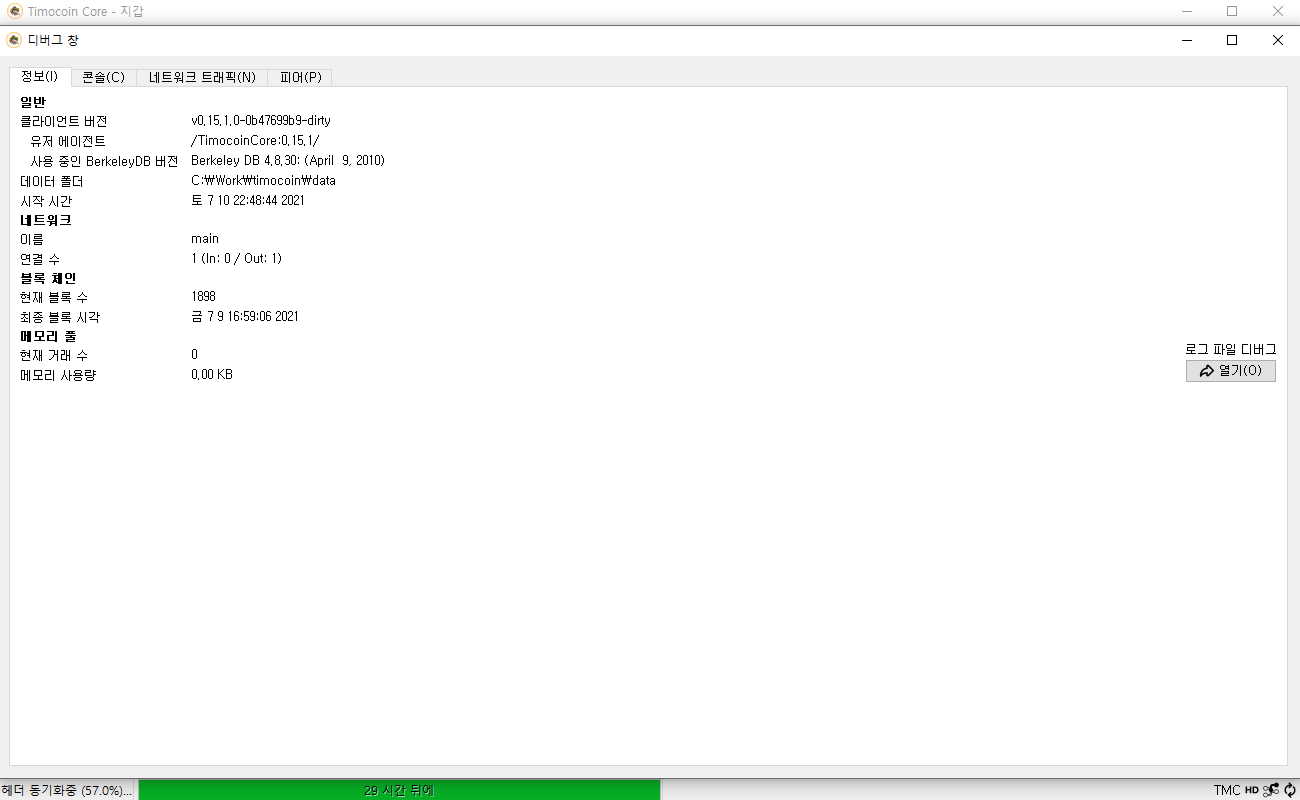 Timocoin Core - 지갑
디버그 창
정보(I) 콘솔(C) 네트워크 트래픽(N) 피어(P)
일반
클라이언트 버전 v0.15.1.0-0b47699b9-dirty
유저 에이젼트 /TimocoinCore:0.15.1/
사용 중인 BerkeleyDB 버전 Berkeley DB 4.8.30: (April 9, 2010)
데이터 폴더 C:\Work\timocoin\data
시작 시간 토 7 10 22:48:44 2021
네트워크
이름 main
연결 수 1 (In: 0 / Out: 1)
블록 체인
현재 블록 수 1898
최종 블록 시각 금 7 9 16:59:06 2021
메모리 풀
현재 거래 수 0
메모리 사용량 0.00 KB
로그 파일 디버그
열기(O)
헤더 동기화중 (57.0%)... 29 시간 뒤에 TMC HD